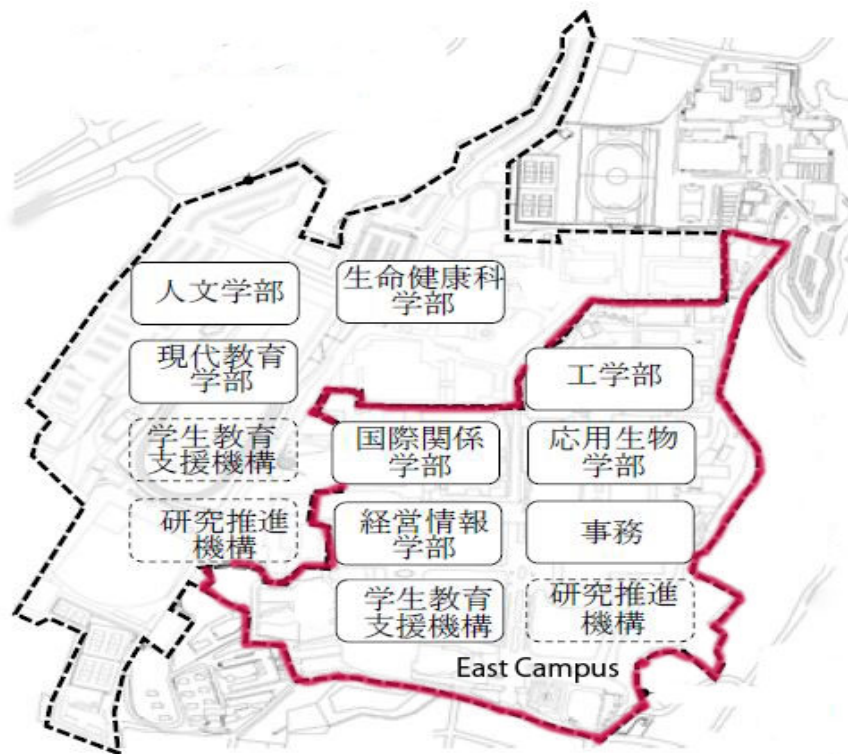 人文学部
生命健康科
学部
現代教育
学部
工学部
学生教育
支援機構
国際関係
学部
応用生物
学部
研究推進
機構
経営情報
学部
事務
学生教育
支援機構
研究推進
機構
East Campus